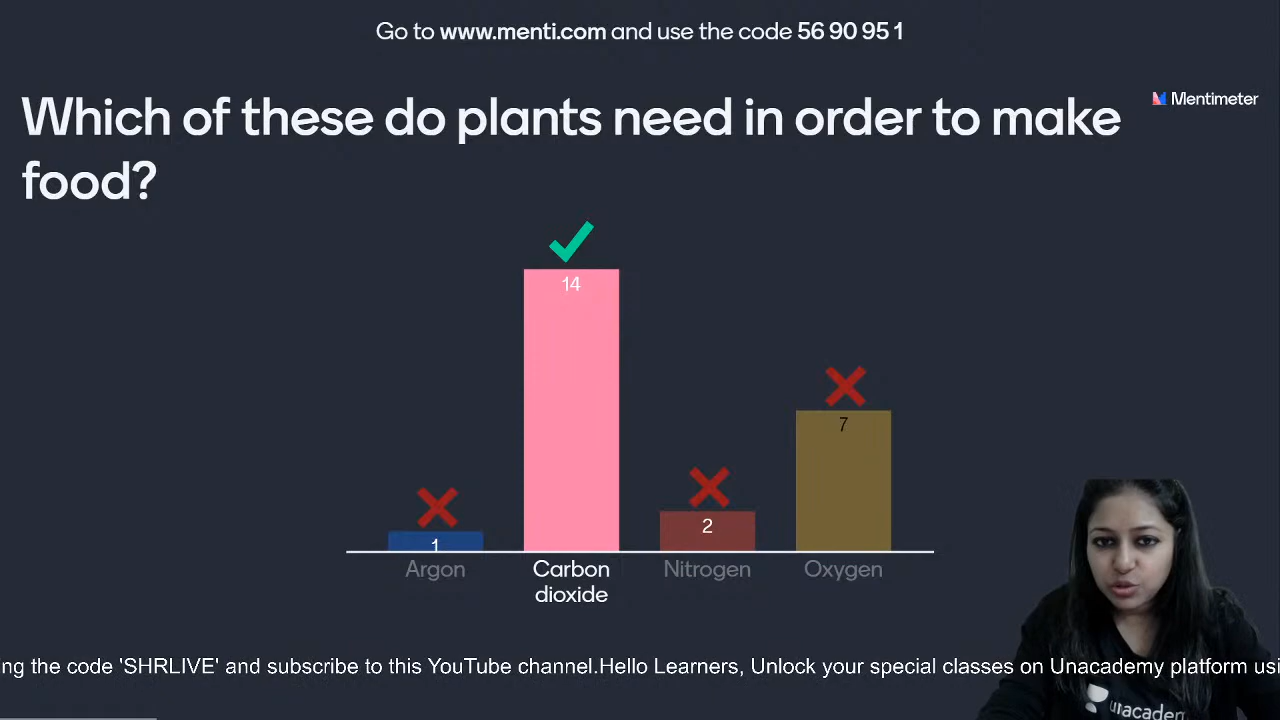 Go to www.menti.com and use the code 56 90 95 1
Mentimeter
Which of these do plants need in order to make
food?
14
7
2
1
Argon
Carbon
dioxide
Nitrogen
Oxygen
ng the code 'SHRLIVE' and subscribe to this YouTube channel.Hello Learners, Unlock your special classes on Unacademy platform usi
unacadem